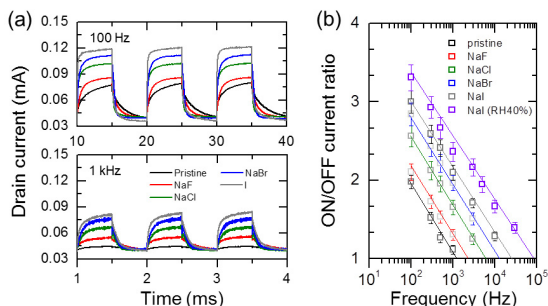 (a)
0.15
0.12
0.09
0.06
0.03
100 Hz
10 20 30 40
0.15
0.12
0.09
0.06
0.03
1 kHz
Pristine
NaF
NaCl
NaBr
I
1 2 3 4
Drain current (mA)
Time (ms)
(b)
ON/OFF current ratio
4
3
2
1
pristine
NaF
NaCl
NaBr
NaI
NaI (RH40%)
10¹ 10² 10³ 10⁴ 10⁵
Frequency (Hz)